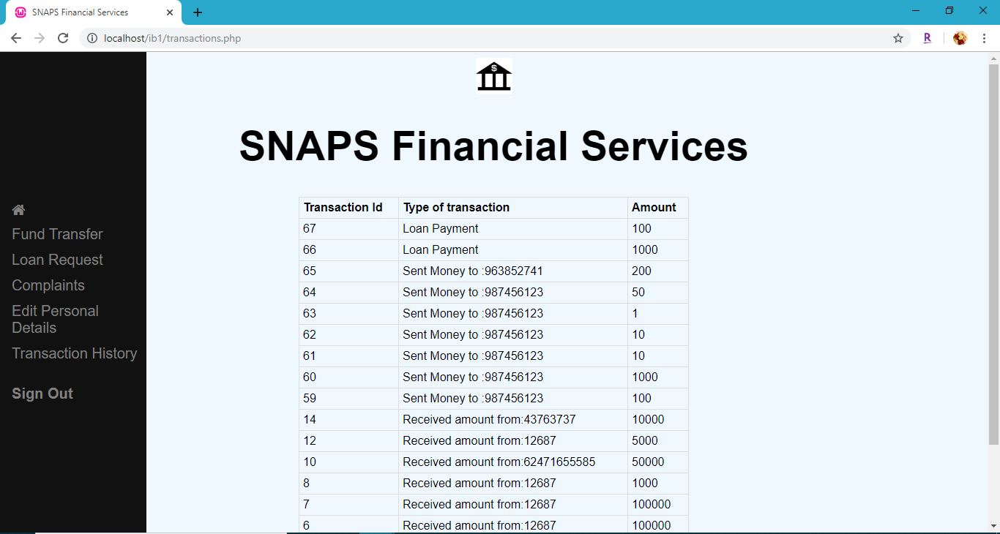 SNAPS Financial Services
localhost/ib1/transactions.php
R
$
SNAPS Financial Services
Fund Transfer
Loan Request
Complaints
Edit Personal
Details
Transaction History
Sign Out
Transaction Id Type of transaction Amount
67 Loan Payment 100
66 Loan Payment 1000
65 Sent Money to :963852741 200
64 Sent Money to :987456123 50
63 Sent Money to :987456123 1
62 Sent Money to :987456123 10
61 Sent Money to :987456123 10
60 Sent Money to :987456123 1000
59 Sent Money to :987456123 100
14 Received amount from:43763737 10000
12 Received amount from:12687 5000
10 Received amount from:62471655585 50000
8 Received amount from:12687 1000
7 Received amount from:12687 100000
6 Received amount from:12687 100000